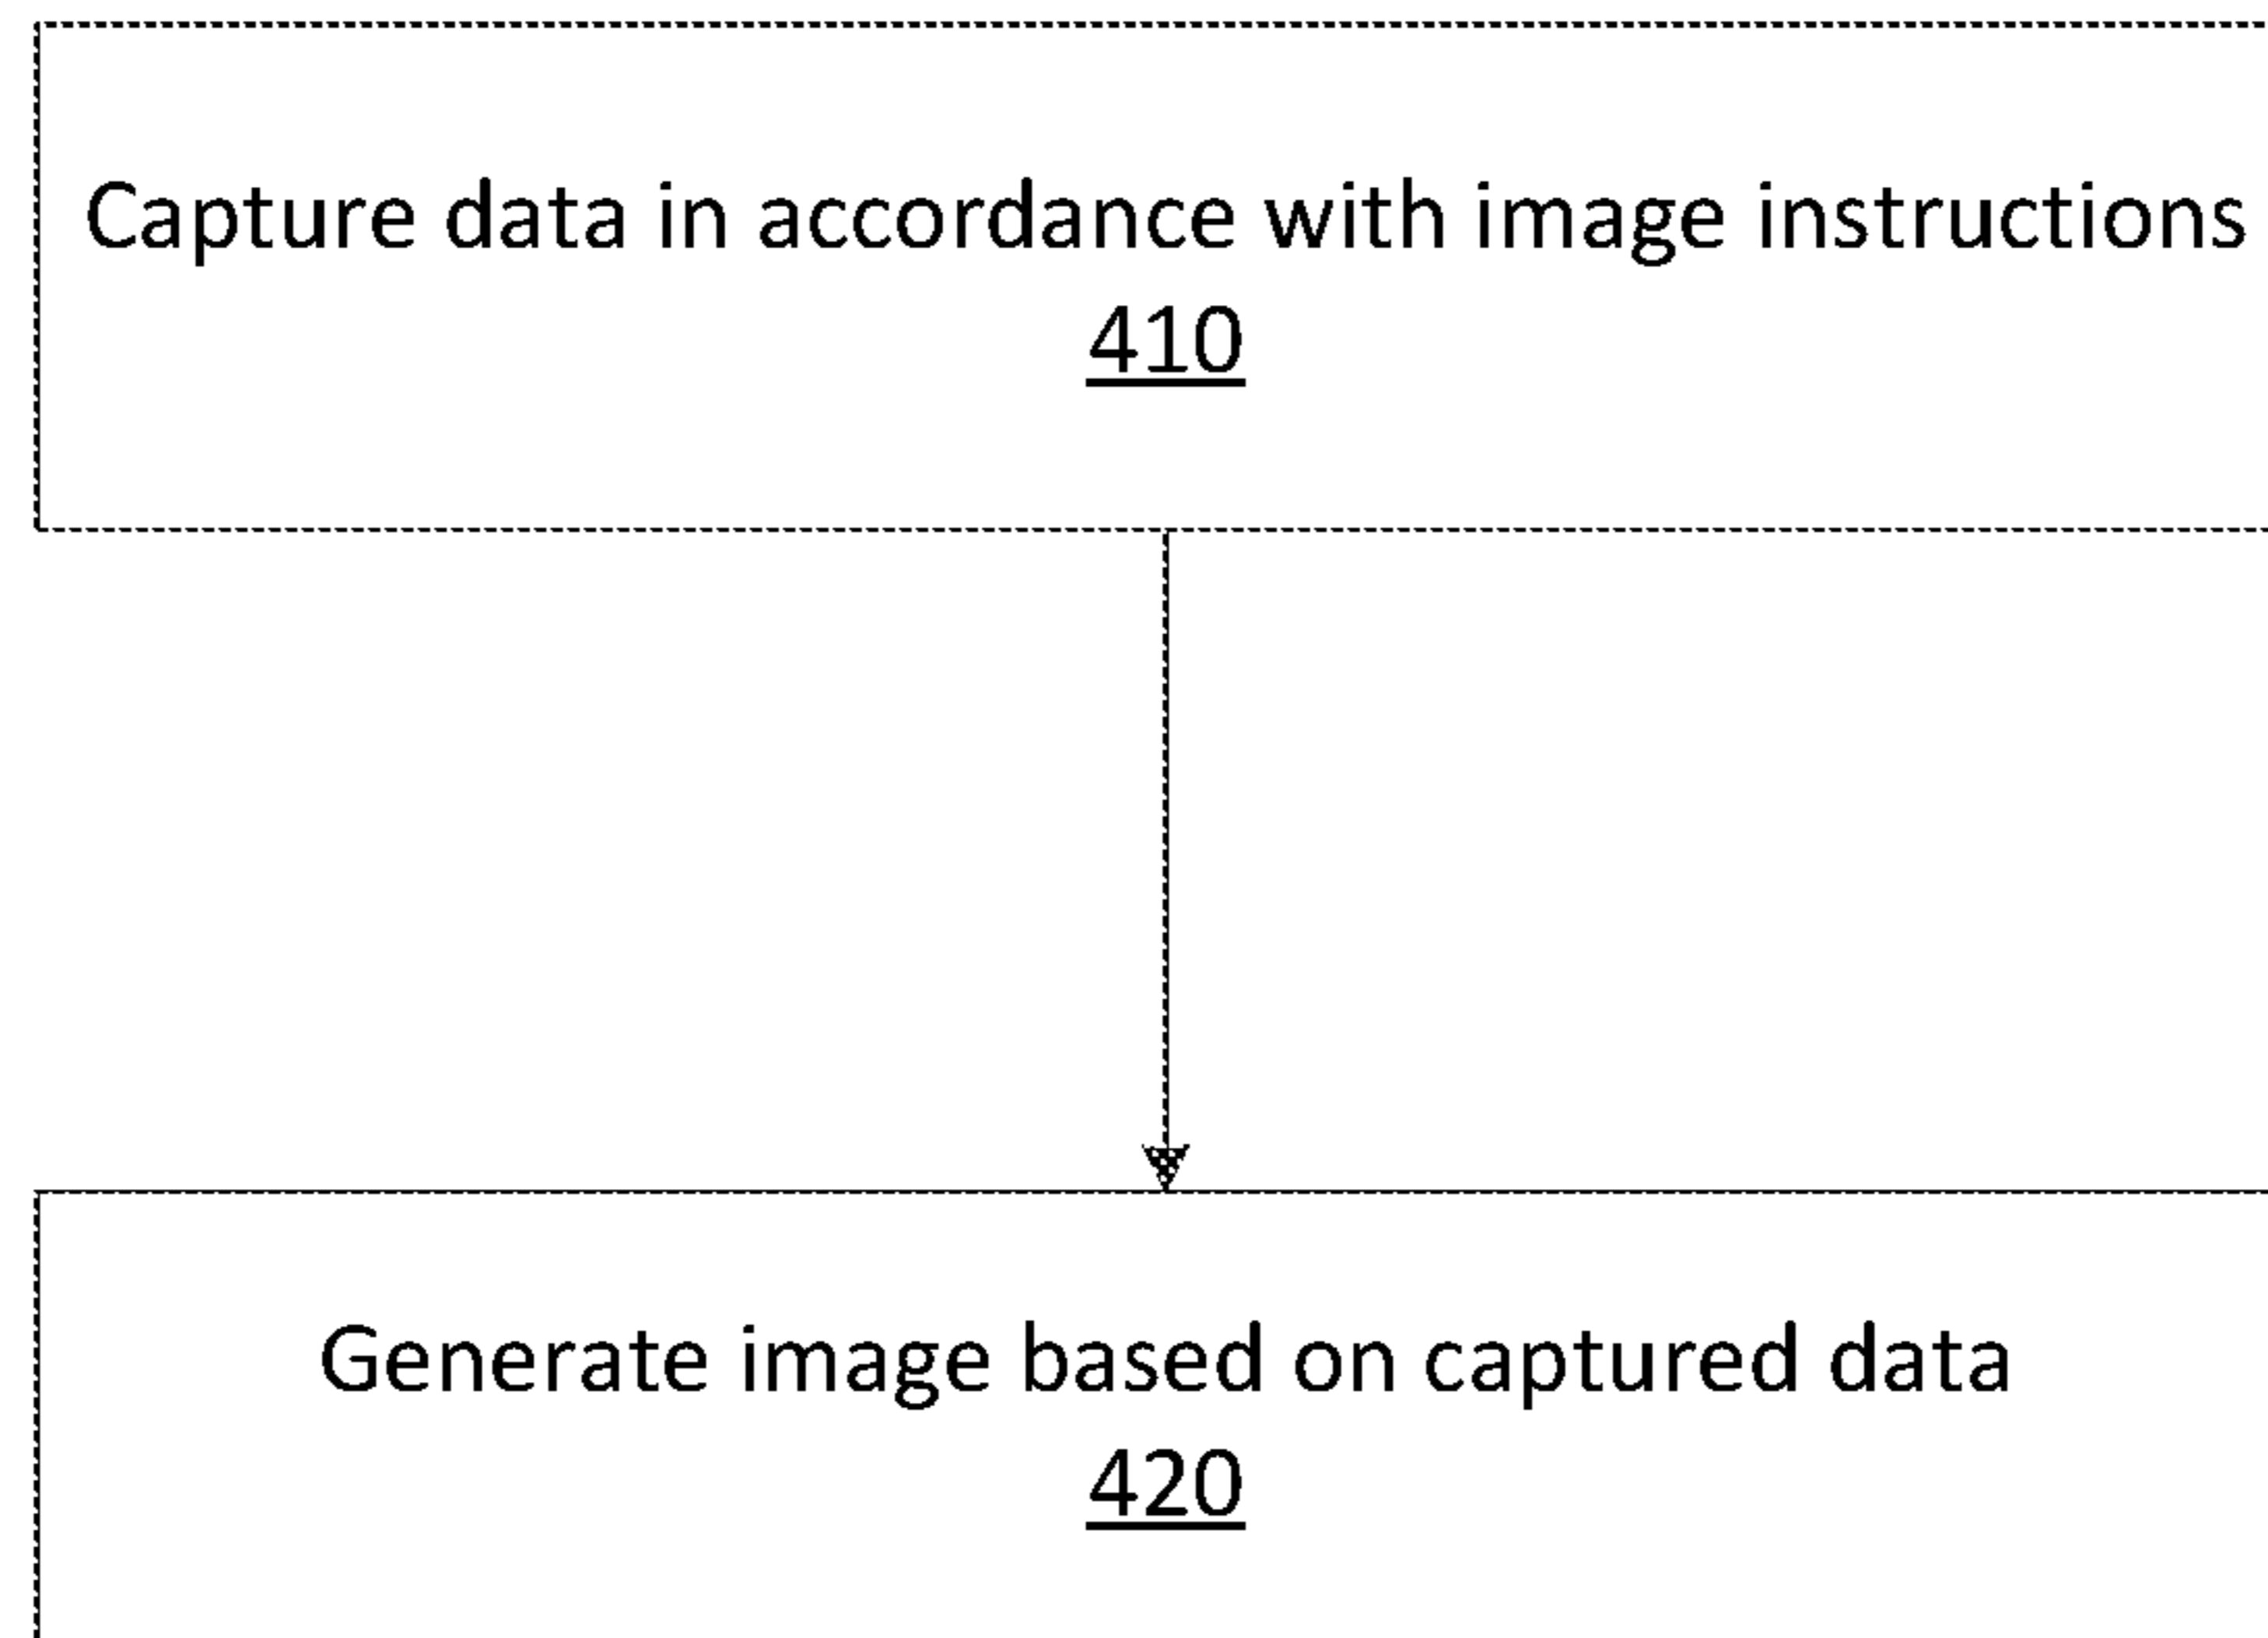 Capture data in accordance with image instructions
410
Generate image based on captured data
420